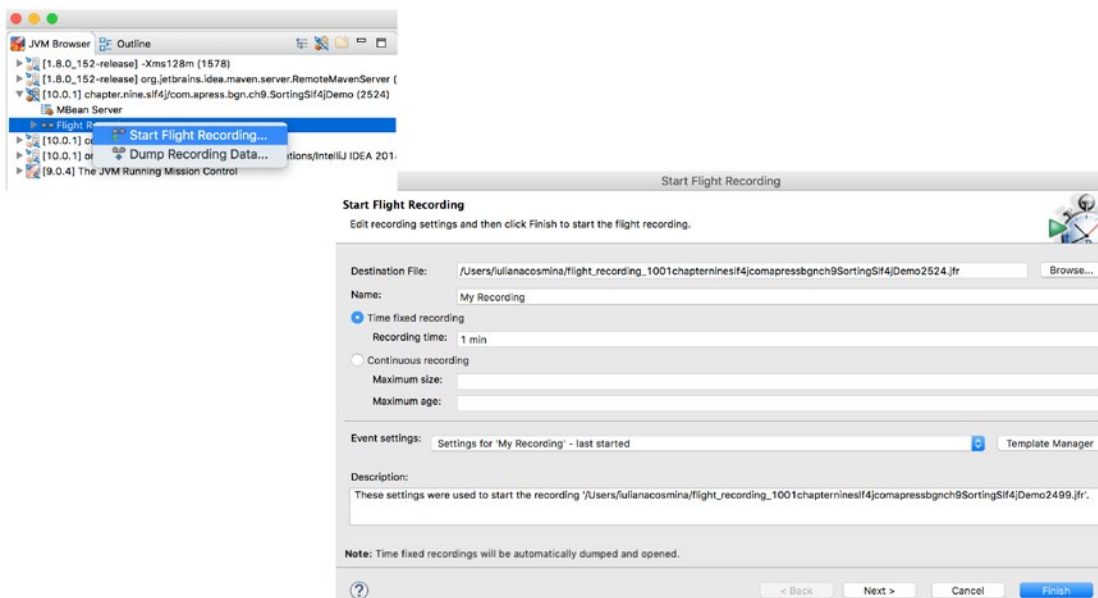 JVM Browser Outline
[1.8.0_152-release] -Xms128m (1578)
[1.8.0_152-release] org.jetbrains.idea.maven.server.RemoteMavenServer (
[10.0.1] chapter.nine.slf4j/com.apress.bgn.ch9.SortingSlf4jDemo (2524)
MBean Server
Flight R
Start Flight Recording...
[10.0.1] c
Dump Recording Data...
[10.0.1] or ations/IntelliJ IDEA 201
[9.0.4] The JVM Running Mission Control
Start Flight Recording
Start Flight Recording
Edit recording settings and then click Finish to start the flight recording.
Destination File: /Users/iulianacosmina/flight_recording_1001chapternineslf4jcomapressbgnch9SortingSlf4jDemo2524.jfr Browse...
Name: My Recording
Time fixed recording
Recording time: 1 min
Continuous recording
Maximum size:
Maximum age:
Event settings: Settings for 'My Recording' - last started Template Manager
Description:
These settings were used to start the recording '/Users/iulianacosmina/flight_recording_1001chapternineslf4jcomapressbgnch9SortingSlf4jDemo2499.jfr'.
Note: Time fixed recordings will be automatically dumped and opened.
? < Back Next > Cancel Finish